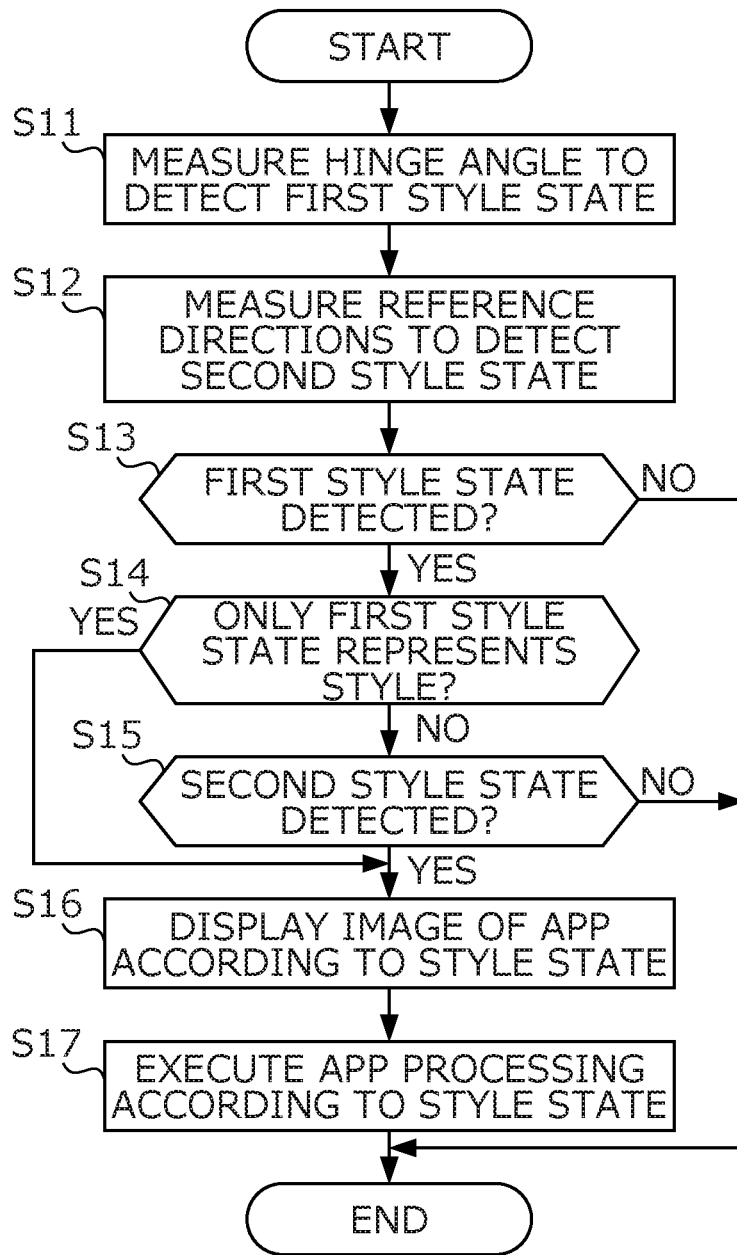 START
S11
MEASURE HINGE ANGLE TO
DETECT FIRST STYLE STATE
S12
MEASURE REFERENCE
DIRECTIONS TO DETECT
SECOND STYLE STATE
S13
FIRST STYLE STATE
DETECTED?
NO
YES
S14
YES
ONLY FIRST STYLE
STATE REPRESENTS
STYLE?
NO
S15
SECOND STYLE STATE
DETECTED?
NO
YES
S16
DISPLAY IMAGE OF APP
ACCORDING TO STYLE STATE
S17
EXECUTE APP PROCESSING
ACCORDING TO STYLE STATE
END